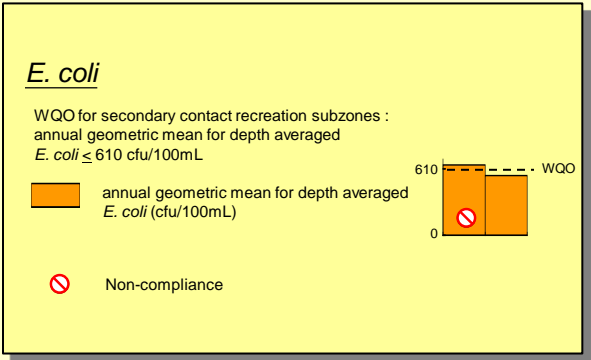 E. coli
WQO for secondary contact recreation subzones :
annual geometric mean for depth averaged
E. coli ≤ 610 cfu/100mL
610
WQO
annual geometric mean for depth averaged
E. coli (cfu/100mL)
0
Non-compliance